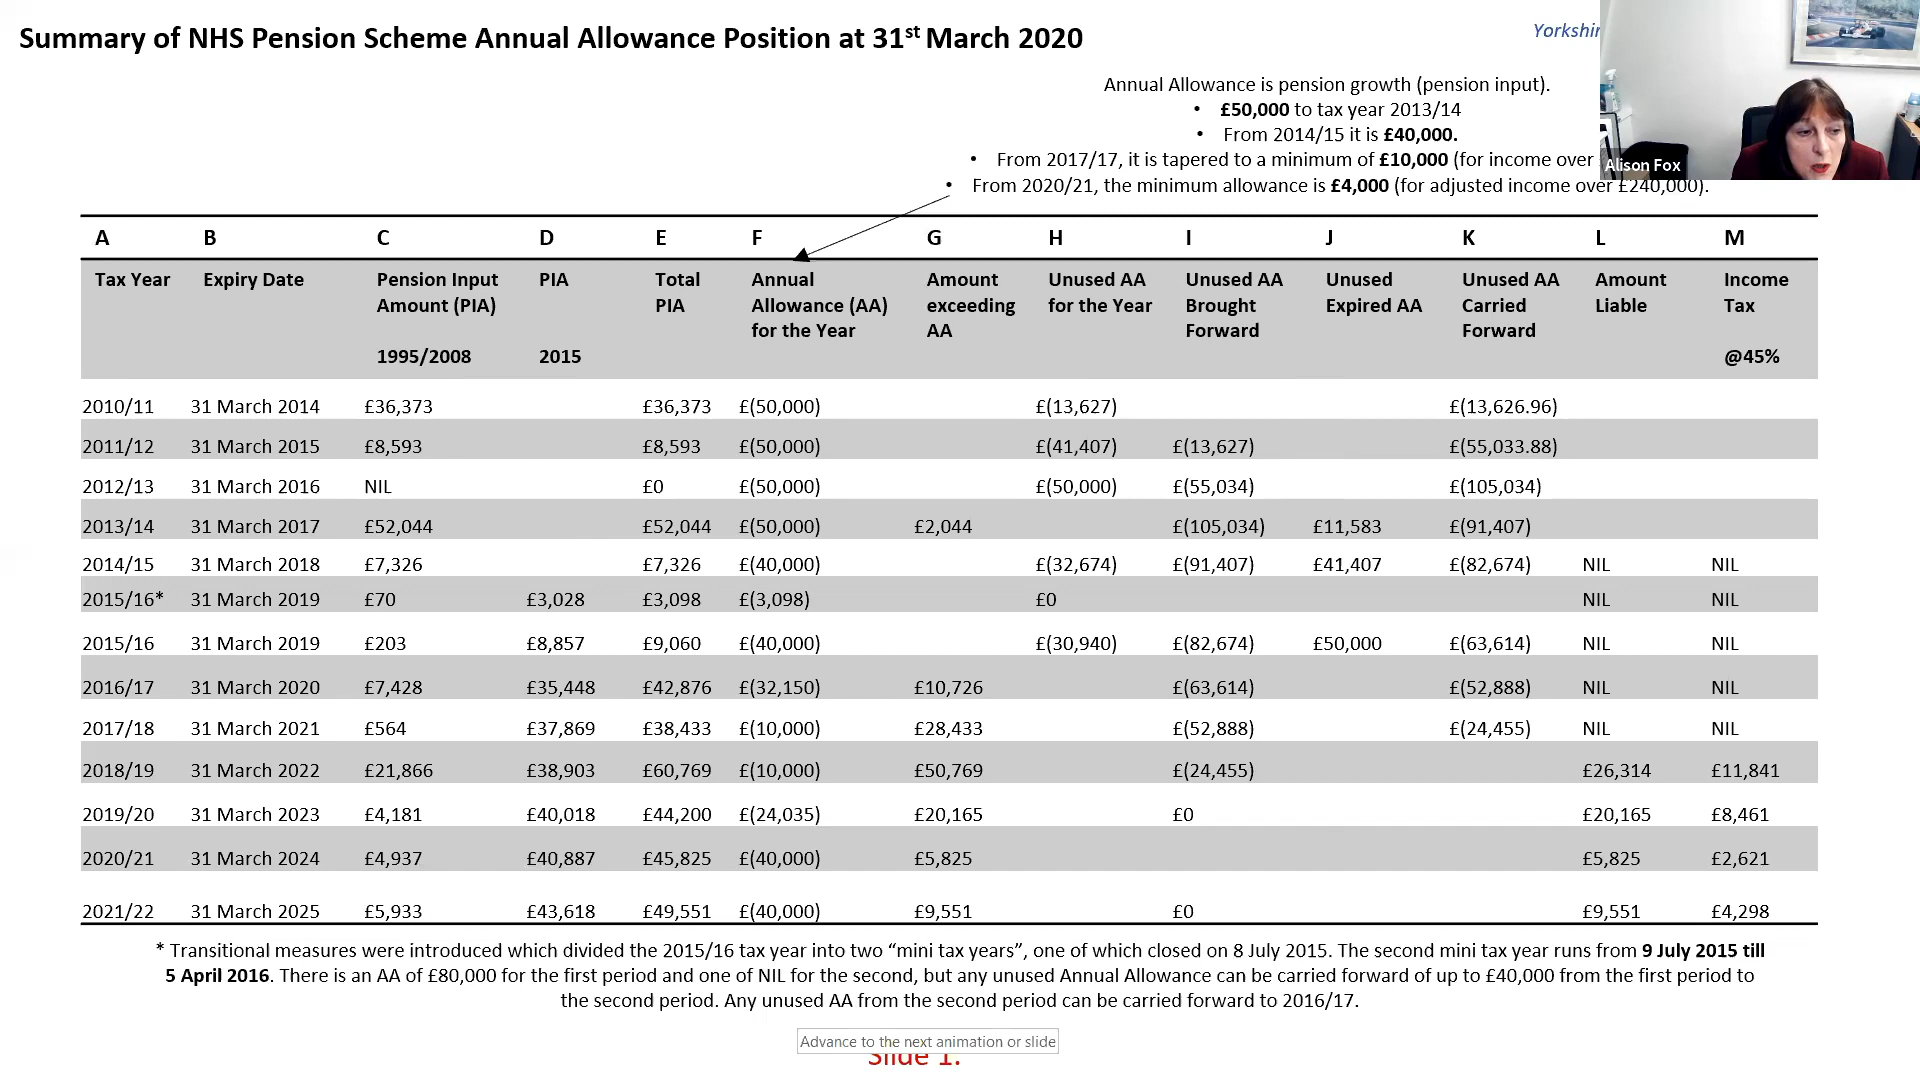 Summary of NHS Pension Scheme Annual Allowance Position at 31st March 2020
Annual Allowance is pension growth (pension input).
• £50,000 to tax year 2013/14
• From 2014/15 it is £40,000.
• From 2017/17, it is tapered to a minimum of £10,000 (for income over
• From 2020/21, the minimum allowance is £4,000 (for adjusted income over £240,000).
Alison Fox
A B C D E F G H I J K L M
Tax Year Expiry Date Pension Input Amount (PIA) 1995/2008 PIA 2015 Total PIA Annual Allowance (AA) for the Year Amount exceeding AA Unused AA for the Year Unused AA Brought Forward Unused Expired AA Unused AA Carried Forward Amount Liable Income Tax @45%
2010/11 31 March 2014 £36,373 £36,373 £(50,000) £(13,627) £(13,626.96)
2011/12 31 March 2015 £8,593 £8,593 £(50,000) £(41,407) £(13,627) £(55,033.88)
2012/13 31 March 2016 NIL £0 £(50,000) £(50,000) £(55,034) £(105,034)
2013/14 31 March 2017 £52,044 £52,044 £(50,000) £2,044 £(105,034) £11,583 £(91,407)
2014/15 31 March 2018 £7,326 £7,326 £(40,000) £(32,674) £(91,407) £41,407 £(82,674) NIL NIL
2015/16* 31 March 2019 £70 £3,028 £3,098 £(3,098) £0 NIL NIL
2015/16 31 March 2019 £203 £8,857 £9,060 £(40,000) £(30,940) £(82,674) £50,000 £(63,614) NIL NIL
2016/17 31 March 2020 £7,428 £35,448 £42,876 £(32,150) £10,726 £(63,614) £(52,888) NIL NIL
2017/18 31 March 2021 £564 £37,869 £38,433 £(10,000) £28,433 £(52,888) £(24,455) NIL NIL
2018/19 31 March 2022 £21,866 £38,903 £60,769 £(10,000) £50,769 £(24,455) £26,314 £11,841
2019/20 31 March 2023 £4,181 £40,018 £44,200 £(24,035) £20,165 £0 £20,165 £8,461
2020/21 31 March 2024 £4,937 £40,887 £45,825 £(40,000) £5,825 £5,825 £2,621
2021/22 31 March 2025 £5,933 £43,618 £49,551 £(40,000) £9,551 £0 £9,551 £4,298
* Transitional measures were introduced which divided the 2015/16 tax year into two “mini tax years”, one of which closed on 8 July 2015. The second mini tax year runs from 9 July 2015 till
5 April 2016. There is an AA of £80,000 for the first period and one of NIL for the second, but any unused Annual Allowance can be carried forward of up to £40,000 from the first period to
the second period. Any unused AA from the second period can be carried forward to 2016/17.
Advance to the next animation or slide
Slide 1.